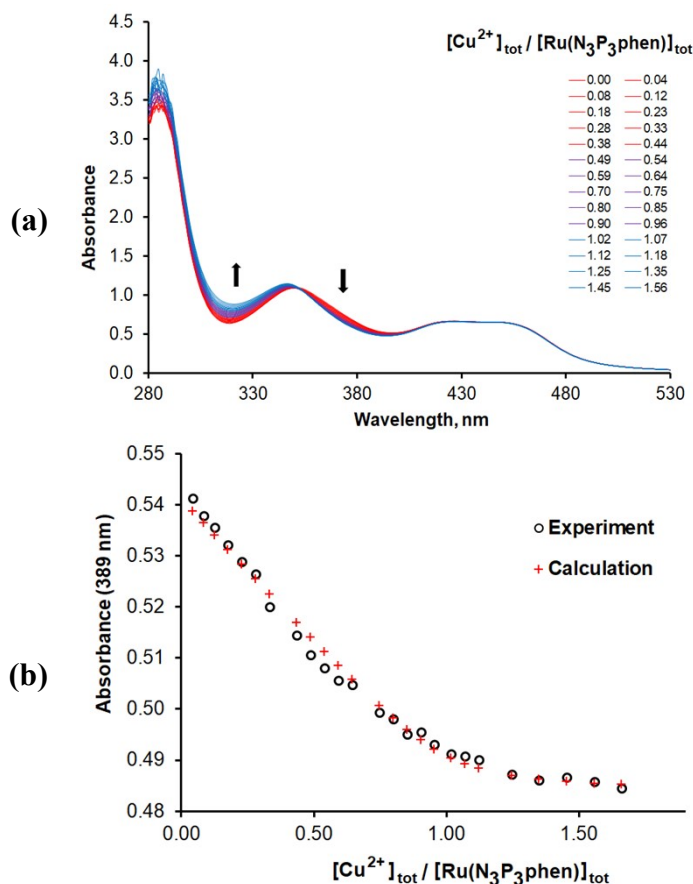 (a)
[Cu²⁺]tot / [Ru(N₃P₃phen)]tot
0.00 0.04
0.08 0.12
0.18 0.23
0.28 0.33
0.38 0.44
0.49 0.54
0.59 0.64
0.70 0.75
0.80 0.85
0.90 0.96
1.02 1.07
1.12 1.18
1.25 1.35
1.45 1.56
Absorbance
4.5
4.0
3.5
3.0
2.5
2.0
1.5
1.0
0.5
0.0
280 330 380 430 480 530
Wavelength, nm
(b)
Absorbance (389 nm)
0.55
0.54
0.53
0.52
0.51
0.50
0.49
0.48
Experiment
Calculation
0.00 0.50 1.00 1.50
[Cu²⁺]tot / [Ru(N₃P₃phen)]tot